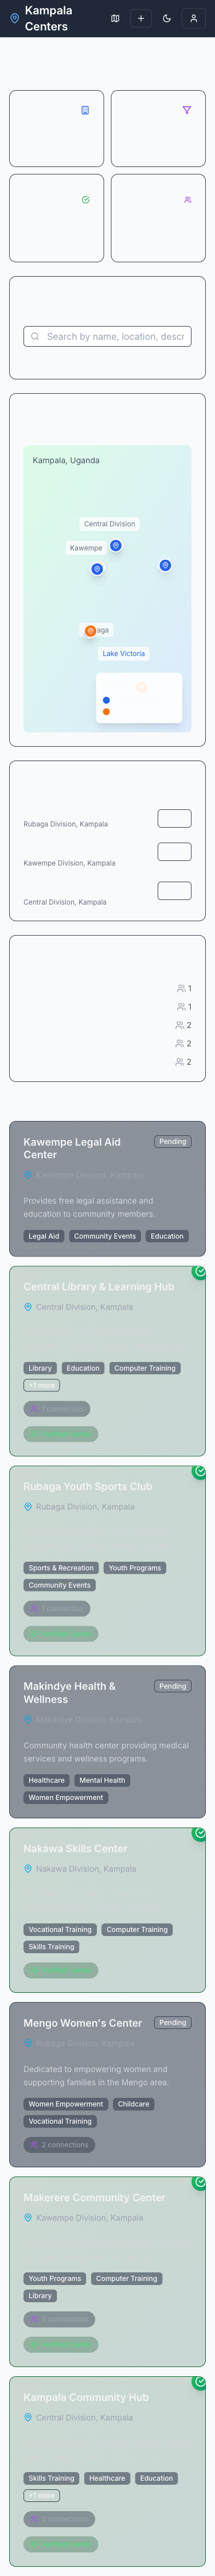 Kampala
Centers
Search by name, location, descr
Kampala, Uganda
Central Division
Kawempe
Lake Victoria
Rubaga Division, Kampala
Kawempe Division, Kampala
Central Division, Kampala
1
1
2
2
2
Kawempe Legal Aid
Center
Pending
Kawempe Division, Kampala
Provides free legal assistance and
education to community members.
Legal Aid
Community Events
Education
Central Library & Learning Hub
Central Division, Kampala
Library
Education
Computer Training
+1 more
1 connection
Rubaga Youth Sports Club
Rubaga Division, Kampala
Sports & Recreation
Youth Programs
Community Events
1 connection
Makindye Health &
Wellness
Pending
Makindye Division, Kampala
Community health center providing medical
services and wellness programs.
Healthcare
Mental Health
Women Empowerment
Nakawa Skills Center
Nakawa Division, Kampala
Vocational Training
Computer Training
Skills Training
Mengo Women's Center
Pending
Rubaga Division, Kampala
Dedicated to empowering women and
supporting families in the Mengo area.
Women Empowerment
Childcare
Vocational Training
2 connections
Makerere Community Center
Kawempe Division, Kampala
Youth Programs
Computer Training
Library
2 connections
Kampala Community Hub
Central Division, Kampala
Skills Training
Healthcare
Education
+1 more
2 connections